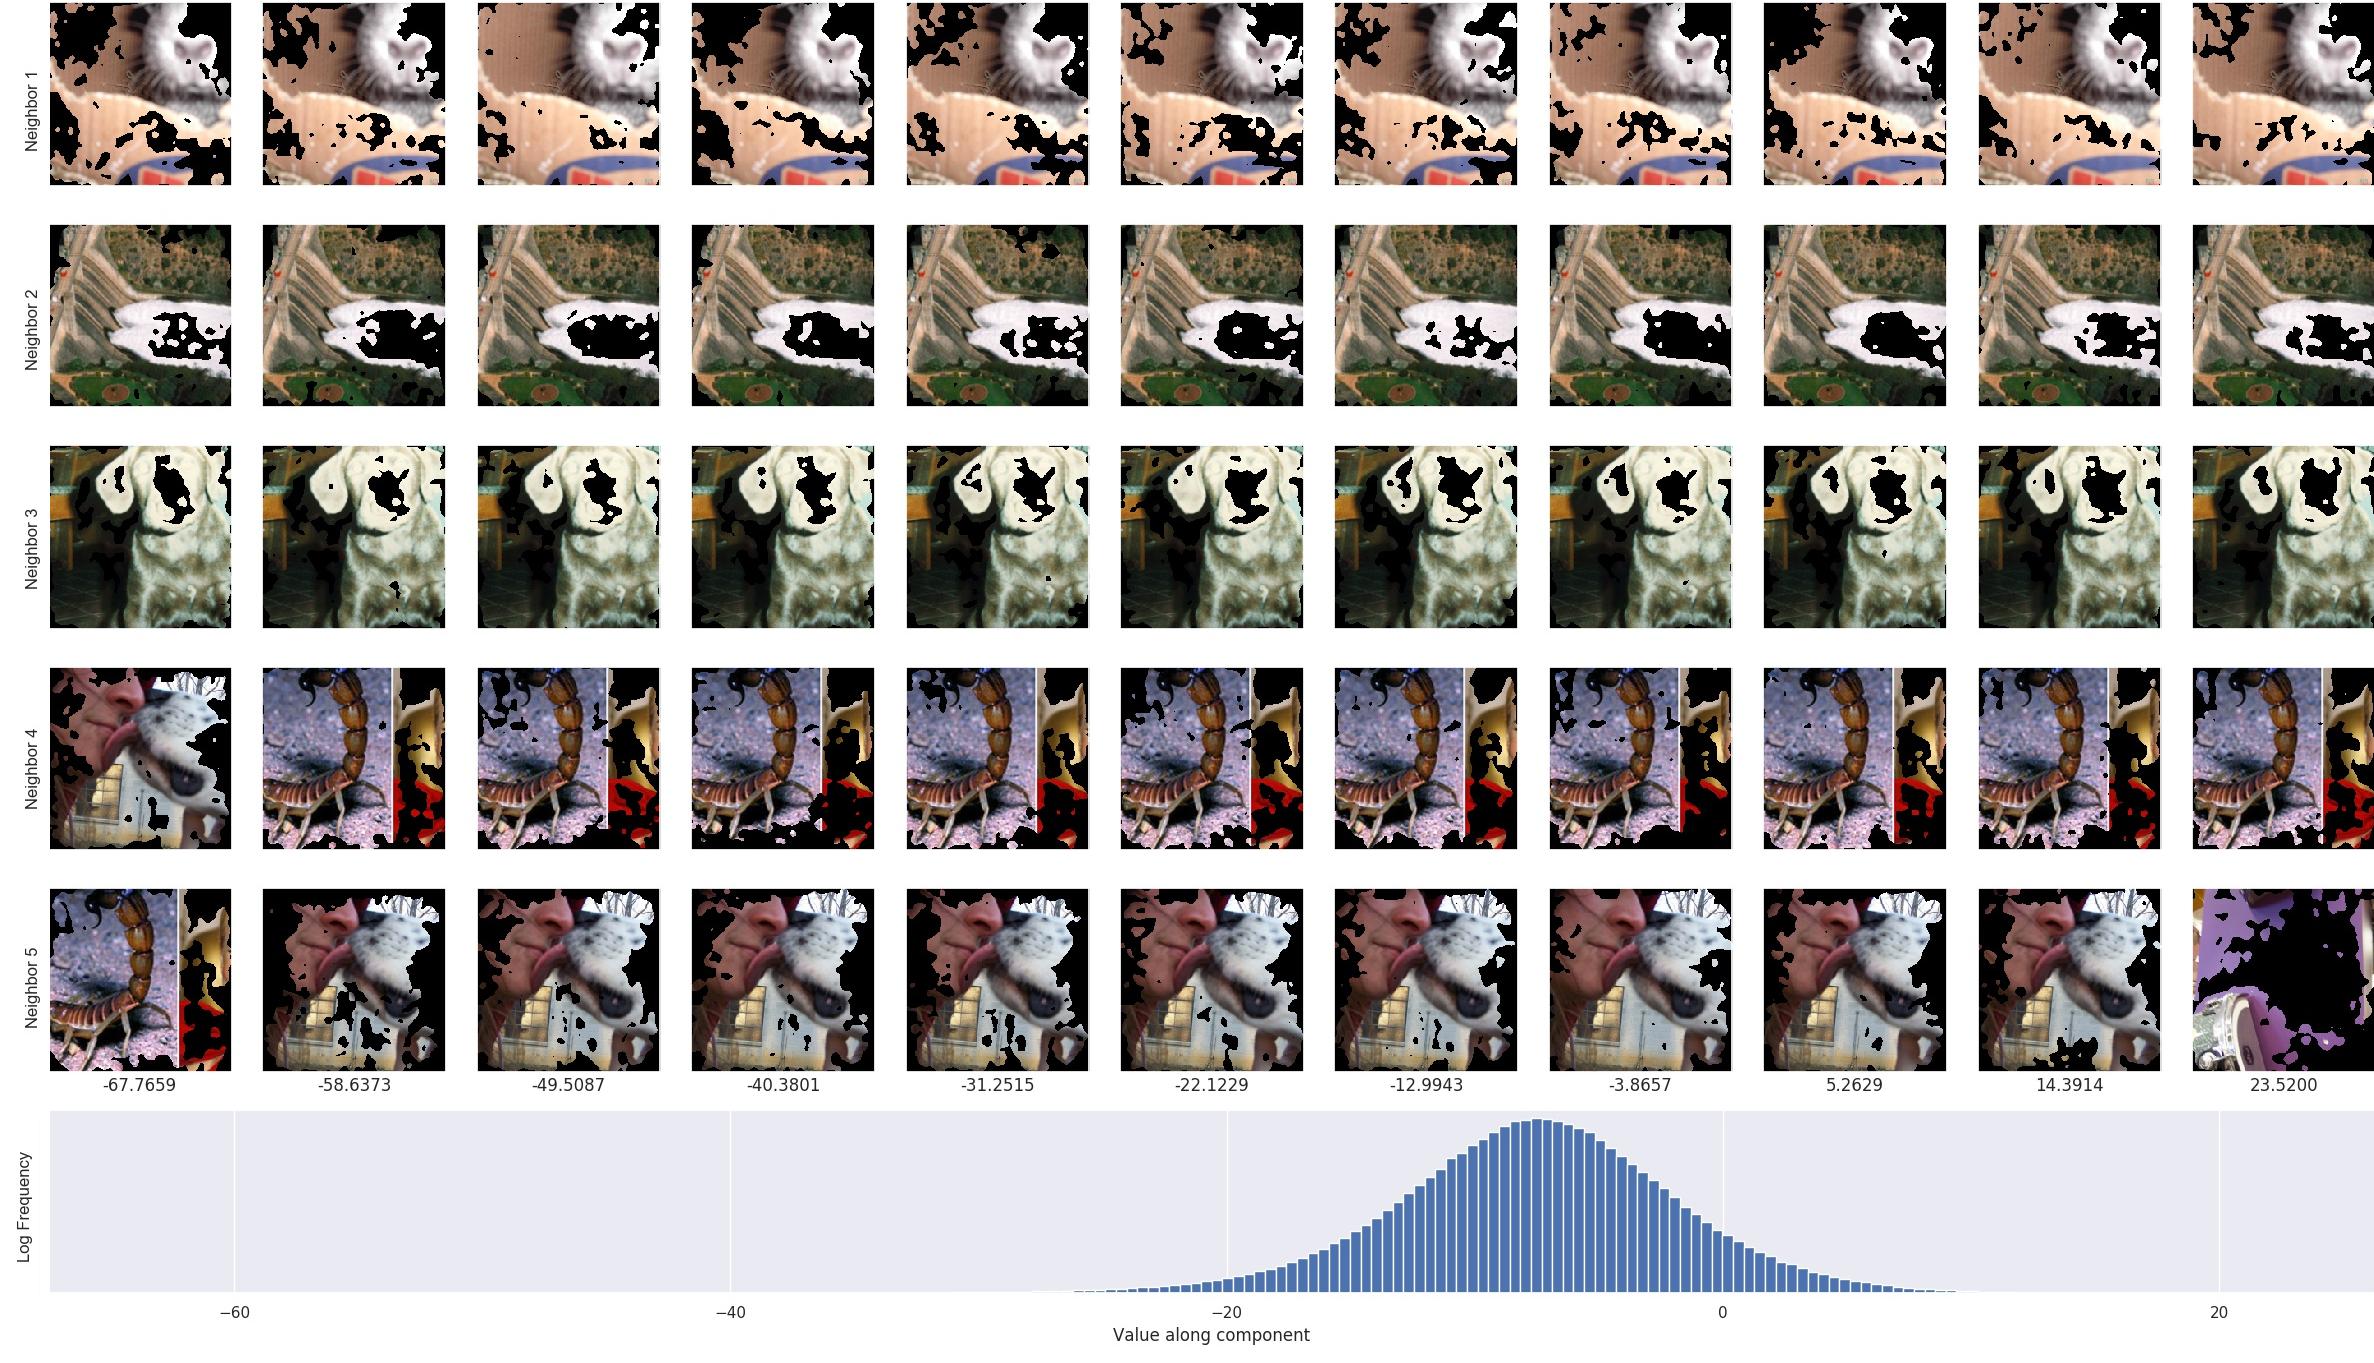 Neighbor 1
Neighbor 2
Neighbor 3
Neighbor 4
Neighbor 5
-67.7659 -58.6373 -49.5087 -40.3801 -31.2515 -22.1229 -12.9943 -3.8657 5.2629 14.3914 23.5200
Log Frequency
−60 −40 −20 0 20
Value along component